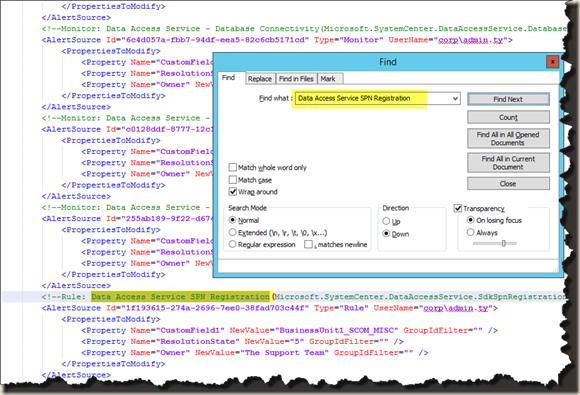 </AlertSource>
<!--Monitor: Data Access Service - Database Connectivity(Microsoft.SystemCenter.DataAccessService.Database
<AlertSource Id="6c4d057a-fbb7-94df-eea5-82c6cb5171cd" Type="Monitor" UserName="corp\admin.ty">
<PropertiesToModify>
<Property Name="CustomField
<Property Name="ResolutionS
<Property Name="Owner" NewV
</PropertiesToModify>
</AlertSource>
<!--Monitor: Data Access Service -
<AlertSource Id="c0128ddf-8777-12c1
<PropertiesToModify>
<Property Name="CustomField
<Property Name="ResolutionS
<Property Name="Owner" NewV
</PropertiesToModify>
</AlertSource>
<!--Monitor: Data Access Service -
<AlertSource Id="255ab189-9f22-d674
<PropertiesToModify>
<Property Name="CustomField
<Property Name="ResolutionS
<Property Name="Owner" NewV
</PropertiesToModify>
</AlertSource>
<!--Rule: Data Access Service SPN Registration(Microsoft.SystemCenter.DataAccessService.SdkSpnRegistration
<AlertSource Id="1f193615-274a-2696-7ee0-38fad703c44f" Type="Rule" UserName="corp\admin.ty">
<PropertiesToModify>
<Property Name="CustomField1" NewValue="BusinessUnit1_SCOM_MISC" GroupIdFilter="" />
<Property Name="ResolutionState" NewValue="5" GroupIdFilter="" />
<Property Name="Owner" NewValue="The Support Team" GroupIdFilter="" />
</PropertiesToModify>
</AlertSource>
Find
x
Find Replace Find in Files Mark
Find what : Data Access Service SPN Registration
Find Next
Count
Find All in All Opened
Documents
Find All in Current
Document
Close
Match whole word only
Match case
Wrap around
Search Mode
Normal
Extended (\n, \r, \t, \0, \x...)
Regular expression
. matches newline
Direction
Up
Down
Transparency
On losing focus
Always